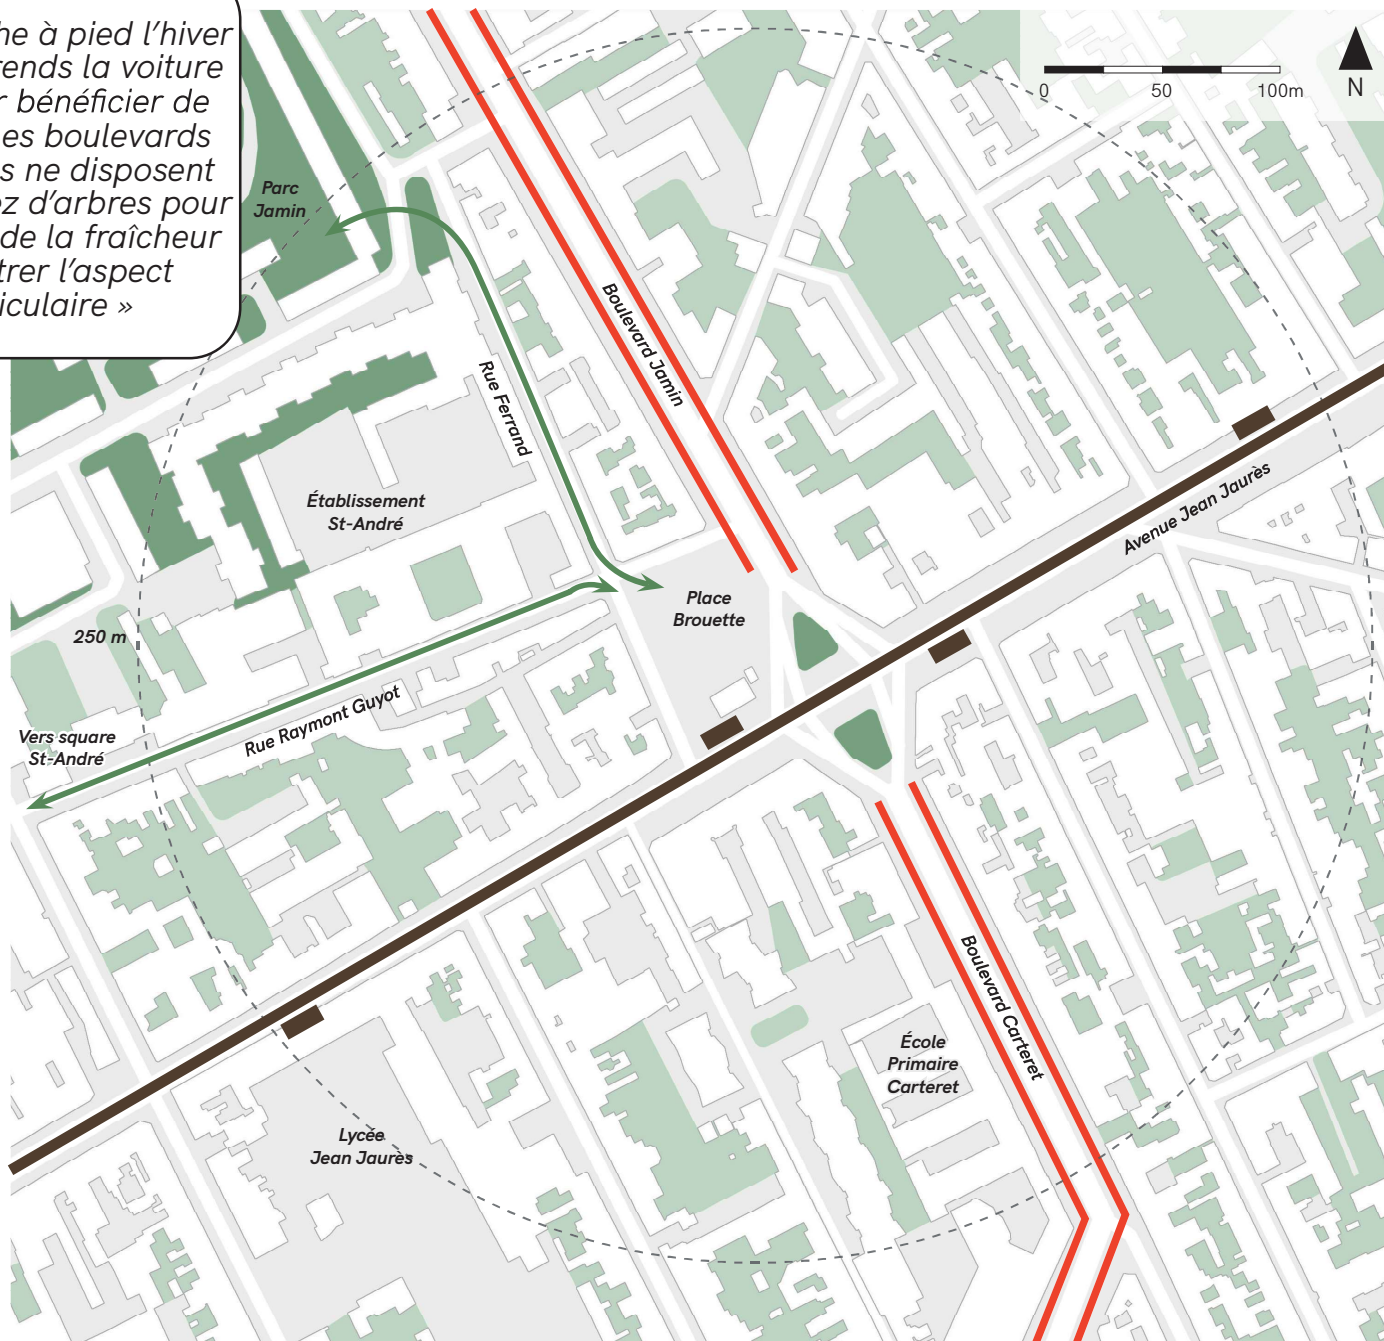 he à pied l’hiver
rends la voiture
r bénéficier de
es boulevards
s ne disposent
ez d'arbres pour
de la fraîcheur
trer l’aspect
iculaire »
0
50
100m
N
Parc
Jamin
Boulevard Jamin
Rue Ferrand
Établissement
St-André
Avenue Jean Jaurès
Place
Brouette
250 m
Rue Raymont Guyot
Vers square
St-André
Boulevard Carteret
École
Primaire
Carteret
Lycée
Jean Jaurès